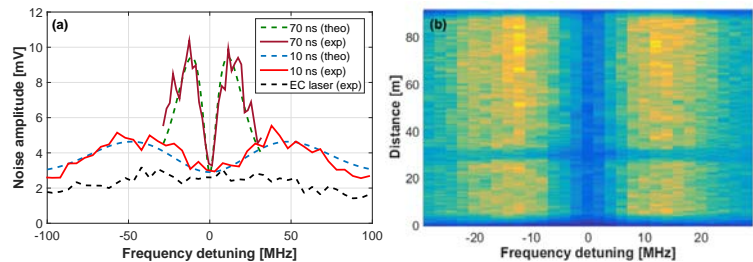 (a)
70 ns (theo)
70 ns (exp)
10 ns (theo)
10 ns (exp)
EC laser (exp)
Noise amplitude [mV]
14
12
10
8
6
4
2
0
-100
-50
0
50
100
Frequency detuning [MHz]
(b)
Distance [m]
80
60
40
20
0
-20
-10
0
10
20
Frequency detuning [MHz]